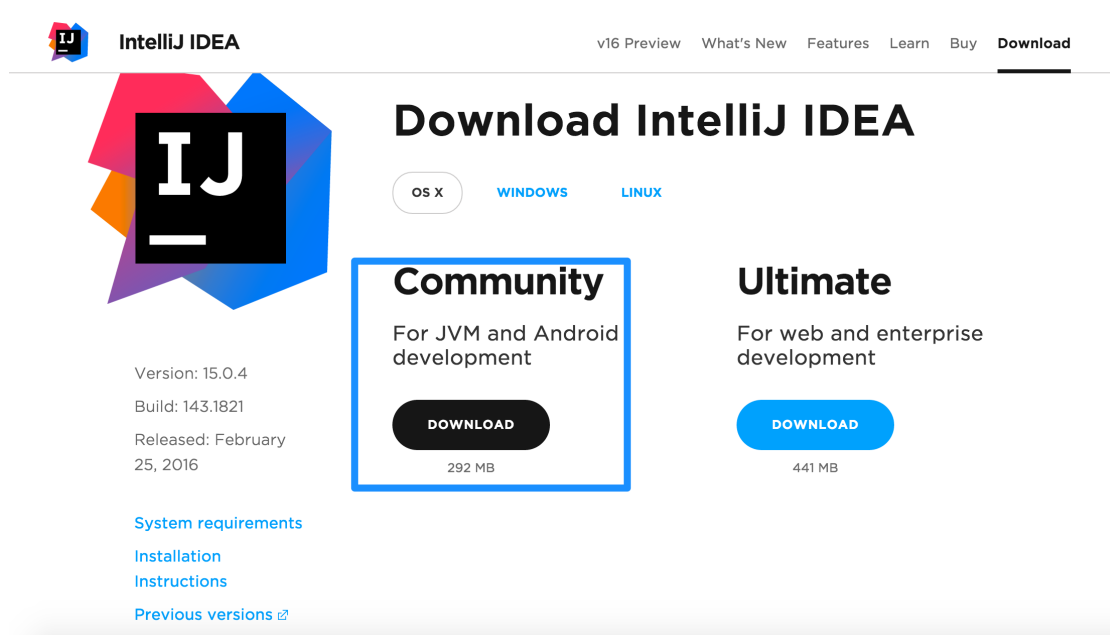 IJ
IntelliJ IDEA
v16 Preview What's New Features Learn Buy Download
IJ
Download IntelliJ IDEA
OS X WINDOWS LINUX
Community
For JVM and Android
development
DOWNLOAD
292 MB
Ultimate
For web and enterprise
development
DOWNLOAD
441 MB
Version: 15.0.4
Build: 143.1821
Released: February
25, 2016
System requirements
Installation
Instructions
Previous versions